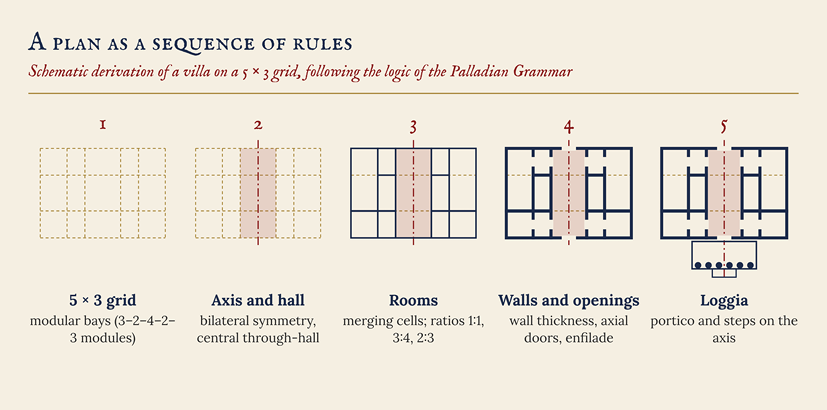 A plan as a sequence of rules
Schematic derivation of a villa on a 5 × 3 grid, following the logic of the Palladian Grammar
1 2 3 4 5
5 × 3 grid
modular bays (3–2–4–2–
3 modules)
Axis and hall
bilateral symmetry,
central through-hall
Rooms
merging cells; ratios 1:1,
3:4, 2:3
Walls and openings
wall thickness, axial
doors, enfilade
Loggia
portico and steps on the
axis